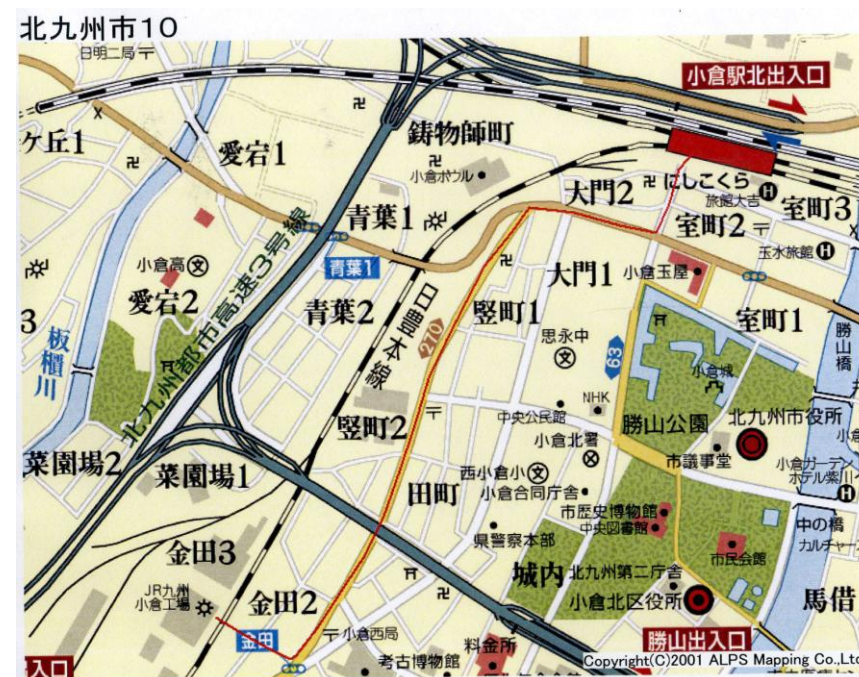 北九州市10
日明二局
小倉駅北出入口
ケ丘1
愛宕1
鋳物師町
小倉ボウル
大門2
にしこくら
旅館大吉
室町3
青葉1
室町2
玉水旅館
小倉高
青葉1
大門1
小倉玉屋
愛宕2
北九州都市高速3号線
青葉2
日豊本線
270
竪町1
室町1
3
板櫃川
思永中
63
小倉城
勝山橋
NHK
中央公民館
勝山公園
北九州市役所
竪町2
小倉北署
市議事堂
小倉ガーデン
ホテル紫川
菜園場2
菜園場1
西小倉小
小倉合同庁舎
田町
市歴史博物館
中央図書館
中の橋
県警察本部
市民会館
カルチャー
金田3
城内
北九州第二庁舎
JR九州
小倉工場
金田2
小倉北区役所
馬借
金田
小倉西局
料金所
勝山出入口
入口
考古博物館
Copyright(C)2001 ALPS Mapping Co.,Ltd